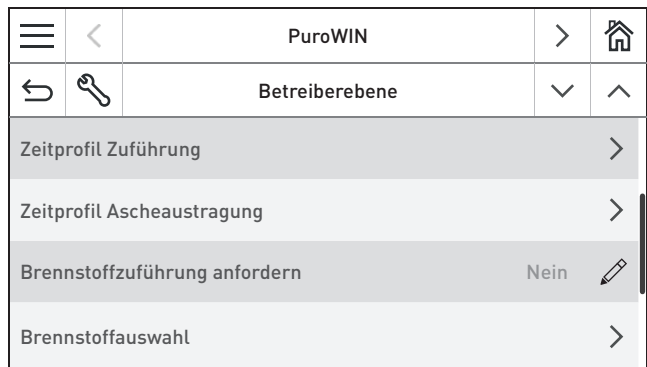 PuroWIN
Betreiberebene
Zeitprofil Zuführung
Zeitprofil Ascheaustragung
Brennstoffzuführung anfordern Nein
Brennstoffauswahl